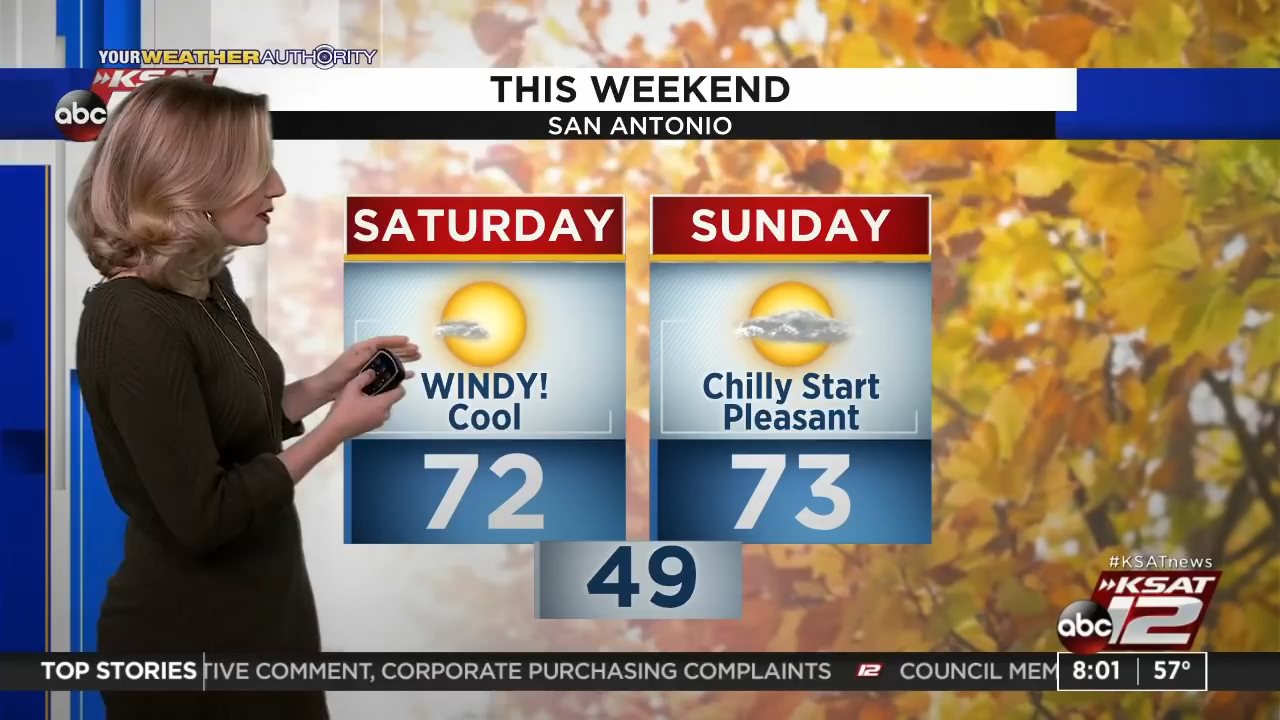 YOUR WEATHER AUTHORITY
KSAT
abc
THIS WEEKEND
SAN ANTONIO
SATURDAY
SUNDAY
WINDY!
Cool
Chilly Start
Pleasant
72
73
49
#KSATnews
KSAT
abc 12
TOP STORIES TIVE COMMENT, CORPORATE PURCHASING COMPLAINTS 12 COUNCIL MEM 8:01 57°